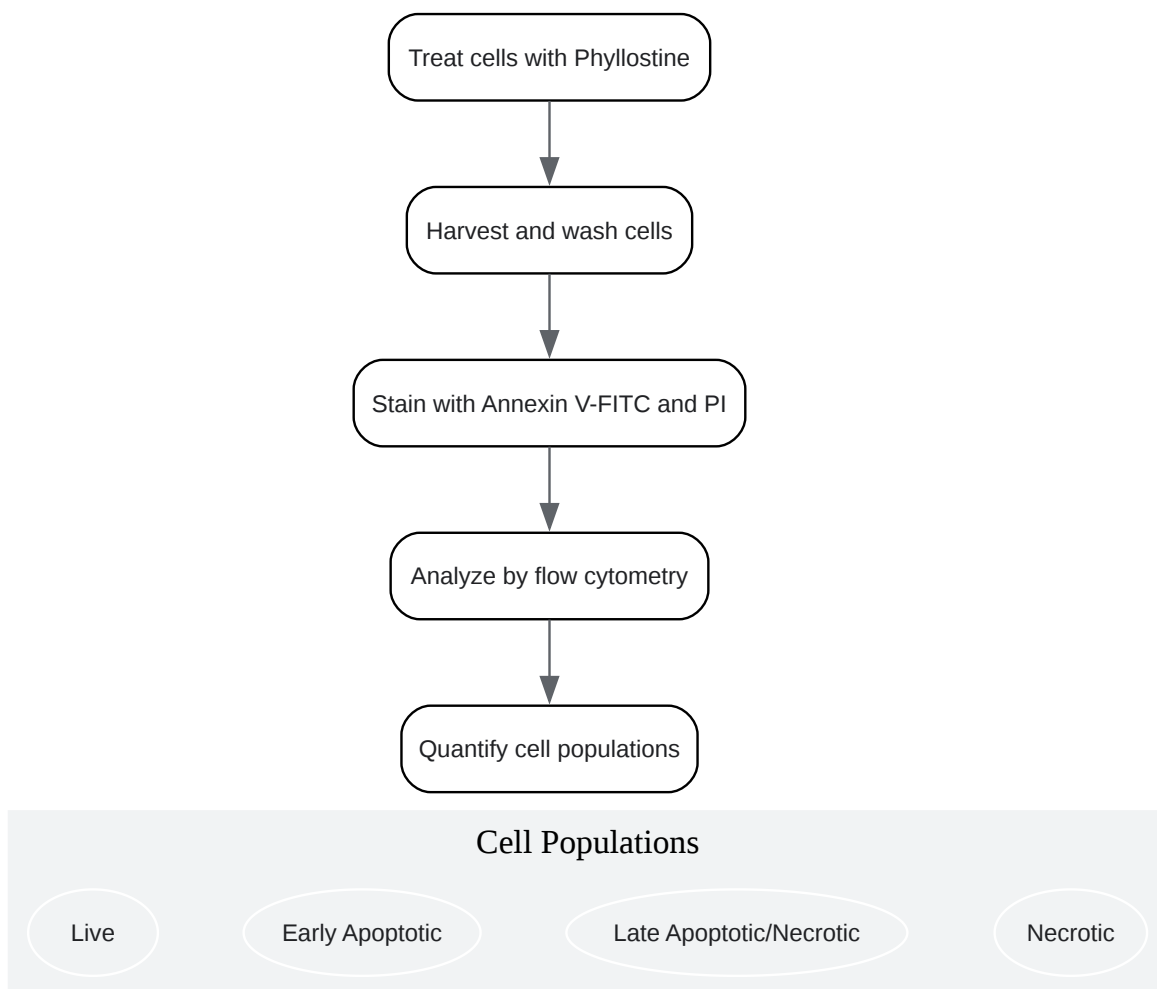 Treat cells with Phyllostine
Harvest and wash cells
Stain with Annexin V-FITC and PI
Analyze by flow cytometry
Quantify cell populations
Cell Populations
Live
Early Apoptotic
Late Apoptotic/Necrotic
Necrotic